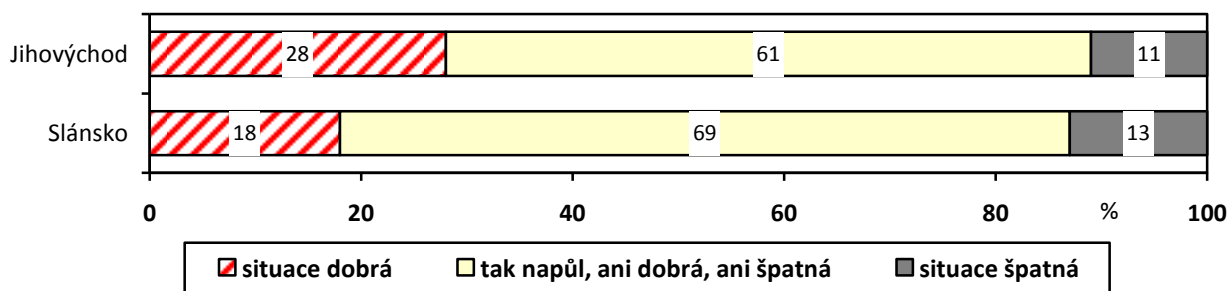 Jihovýchod
28
61
11
Slánsko
18
69
13
0 20 40 60 80 % 100
situace dobrá tak napůl, ani dobrá, ani špatná situace špatná